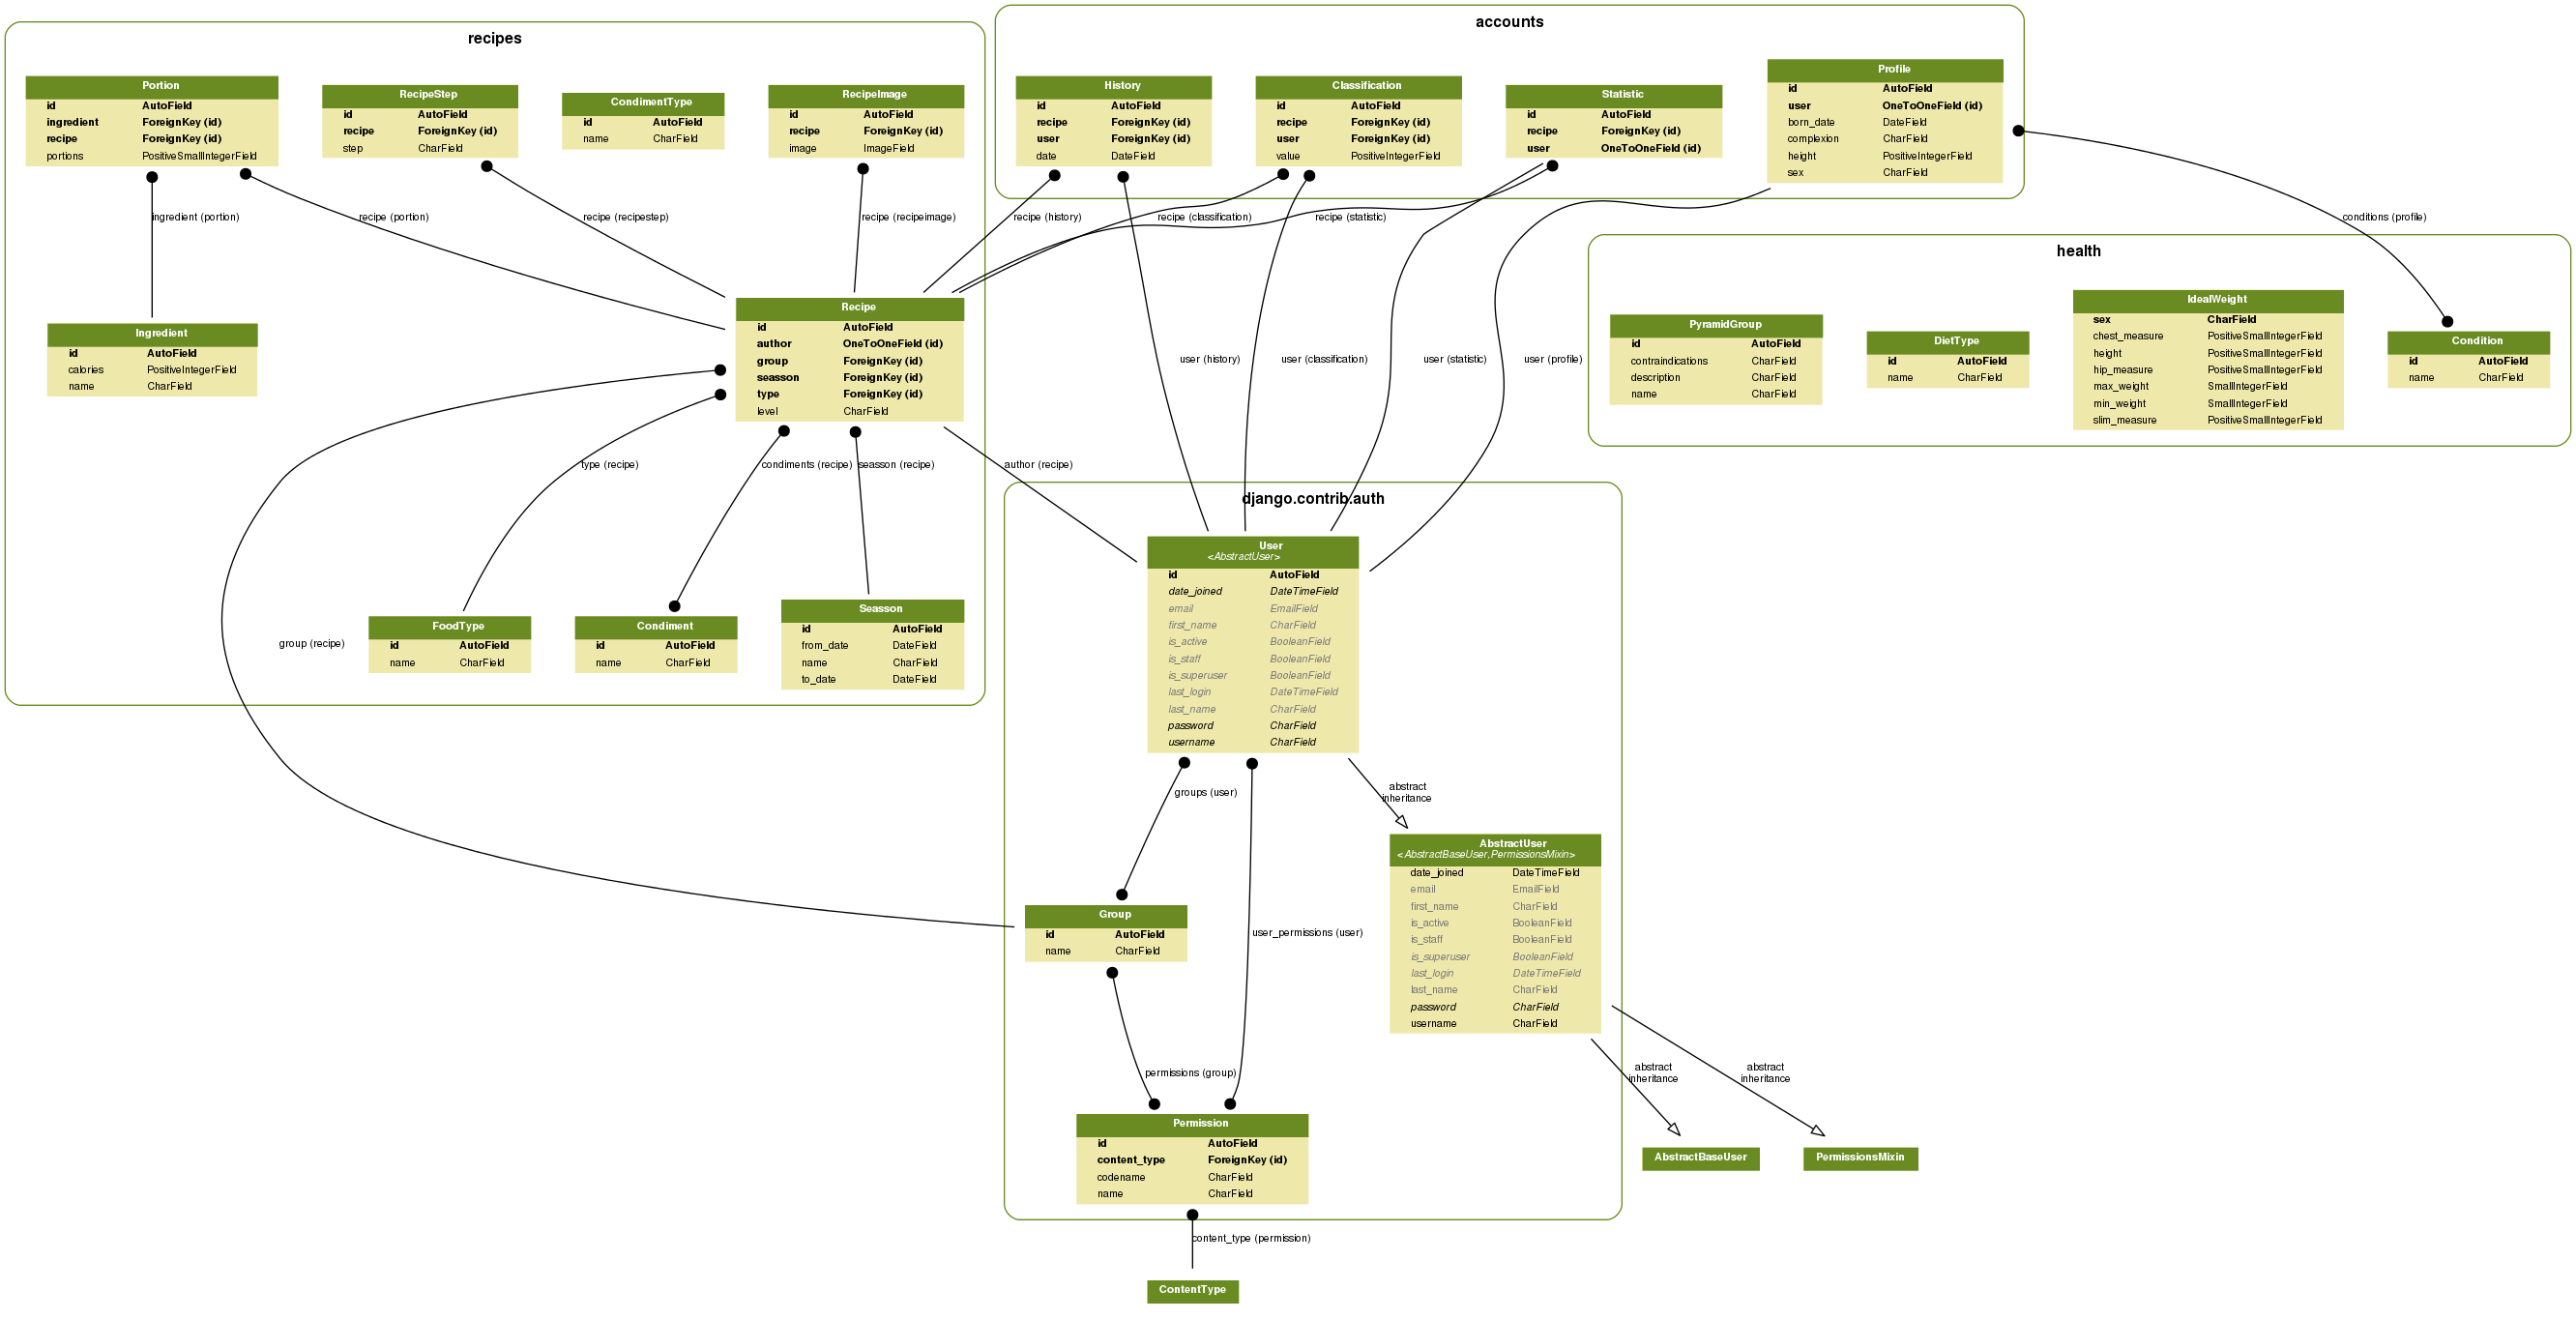 recipes
Portion
id AutoField
ingredient ForeignKey (id)
recipe ForeignKey (id)
portions PositiveSmallIntegerField
RecipeStep
id AutoField
recipe ForeignKey (id)
step CharField
CondimentType
id AutoField
name CharField
RecipeImage
id AutoField
recipe ForeignKey (id)
image ImageField
accounts
History
id AutoField
recipe ForeignKey (id)
user ForeignKey (id)
date DateField
Classification
id AutoField
recipe ForeignKey (id)
user ForeignKey (id)
value PositiveIntegerField
Statistic
id AutoField
recipe ForeignKey (id)
user OneToOneField (id)
Profile
id AutoField
user OneToOneField (id)
born_date DateField
complexion CharField
height PositiveIntegerField
sex CharField
ingredient (portion)
recipe (portion)
recipe (recipestep)
recipe (recipeimage)
recipe (history)
recipe (classification)
recipe (statistic)
conditions (profile)
health
PyramidGroup
id AutoField
contraindications CharField
description CharField
name CharField
DietType
id AutoField
name CharField
IdealWeight
sex CharField
chest_measure PositiveSmallIntegerField
height PositiveSmallIntegerField
hip_measure PositiveSmallIntegerField
max_weight SmallIntegerField
min_weight SmallIntegerField
slim_measure PositiveSmallIntegerField
Condition
id AutoField
name CharField
Ingredient
id AutoField
calories PositiveIntegerField
name CharField
Recipe
id AutoField
author OneToOneField (id)
group ForeignKey (id)
seasson ForeignKey (id)
type ForeignKey (id)
level CharField
user (history)
user (classification)
user (statistic)
user (profile)
type (recipe)
condiments (recipe)
seasson (recipe)
author (recipe)
group (recipe)
FoodType
id AutoField
name CharField
Condiment
id AutoField
name CharField
Seasson
id AutoField
from_date DateField
name CharField
to_date DateField
django.contrib.auth
User
<AbstractUser>
id AutoField
date_joined DateTimeField
email EmailField
first_name CharField
is_active BooleanField
is_staff BooleanField
is_superuser BooleanField
last_login DateTimeField
last_name CharField
password CharField
username CharField
groups (user)
abstract
inheritance
AbstractUser
<AbstractBaseUser,PermissionsMixin>
date_joined DateTimeField
email EmailField
first_name CharField
is_active BooleanField
is_staff BooleanField
is_superuser BooleanField
last_login DateTimeField
last_name CharField
password CharField
username CharField
Group
id AutoField
name CharField
user_permissions (user)
permissions (group)
abstract
inheritance
abstract
inheritance
Permission
id AutoField
content_type ForeignKey (id)
codename CharField
name CharField
AbstractBaseUser
PermissionsMixin
content_type (permission)
ContentType